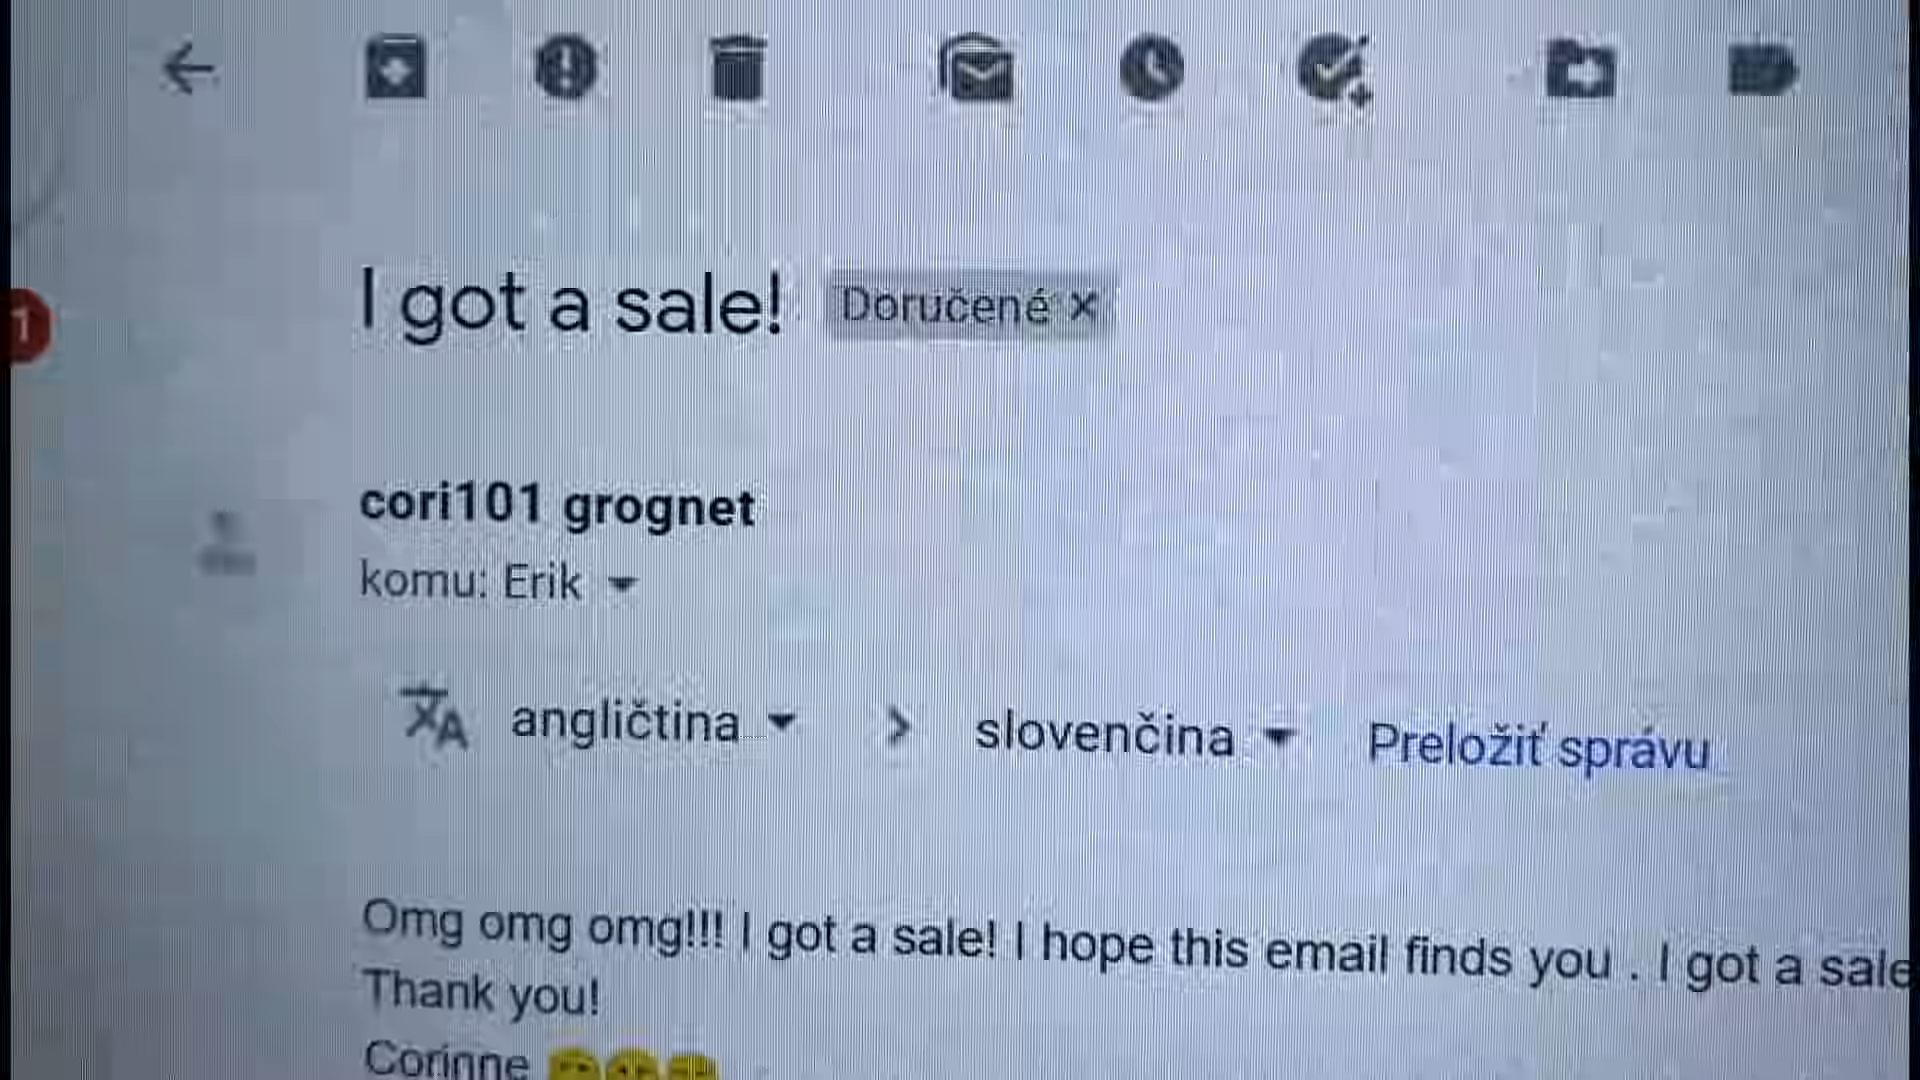 I got a sale! Doručené ×
1
cori101 grognet
komu: Erik
angličtina > slovenčina Preložiť správu
Omg omg omg!!! I got a sale! I hope this email finds you . I got a sale
Thank you!
Corinne